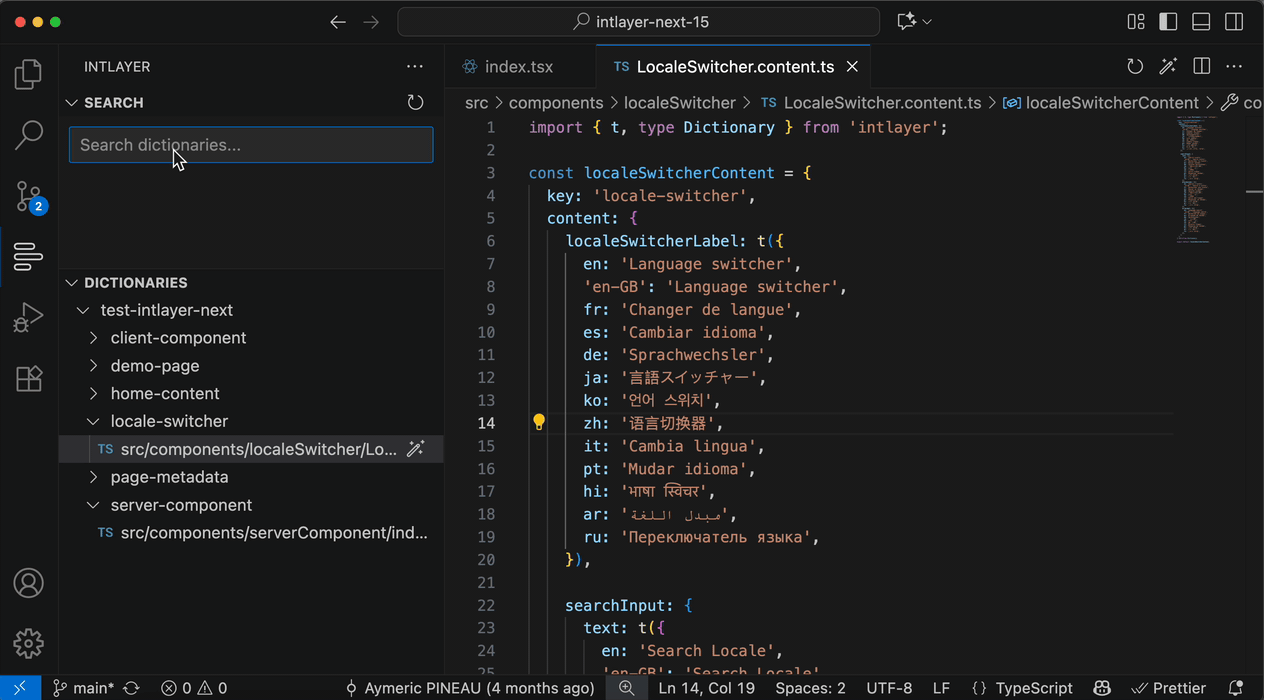 intlayer-next-15
INTLAYER
SEARCH
Search dictionaries...
2
DICTIONARIES
test-intlayer-next
client-component
demo-page
home-content
locale-switcher
TS src/components/localeSwitcher/Lo...
page-metadata
server-component
TS src/components/serverComponent/ind...
index.tsx
TS LocaleSwitcher.content.ts
src > components > localeSwitcher > TS LocaleSwitcher.content.ts > localeSwitcherContent > co
1 import { t, type Dictionary } from 'intlayer';
2
3 const localeSwitcherContent = {
4 key: 'locale-switcher',
5 content: {
6 localeSwitcherLabel: t({
7 en: 'Language switcher',
8 'en-GB': 'Language switcher',
9 fr: 'Changer de langue',
10 es: 'Cambiar idioma',
11 de: 'Sprachwechsler',
12 ja: '言語スイッチャー',
13 ko: '언어 스위치',
14 zh: '语言切换器',
15 it: 'Cambia lingua',
16 pt: 'Mudar idioma',
17 hi: 'भाषा स्विचर',
18 ar: 'مبدل اللغة',
19 ru: 'Переключатель языка',
20 }),
21
22 searchInput: {
23 text: t({
24 en: 'Search Locale',
25 'en-GB': 'Search Locale'
main* 0 0 Aymeric PINEAU (4 months ago) Ln 14, Col 19 Spaces: 2 UTF-8 LF {} TypeScript Prettier